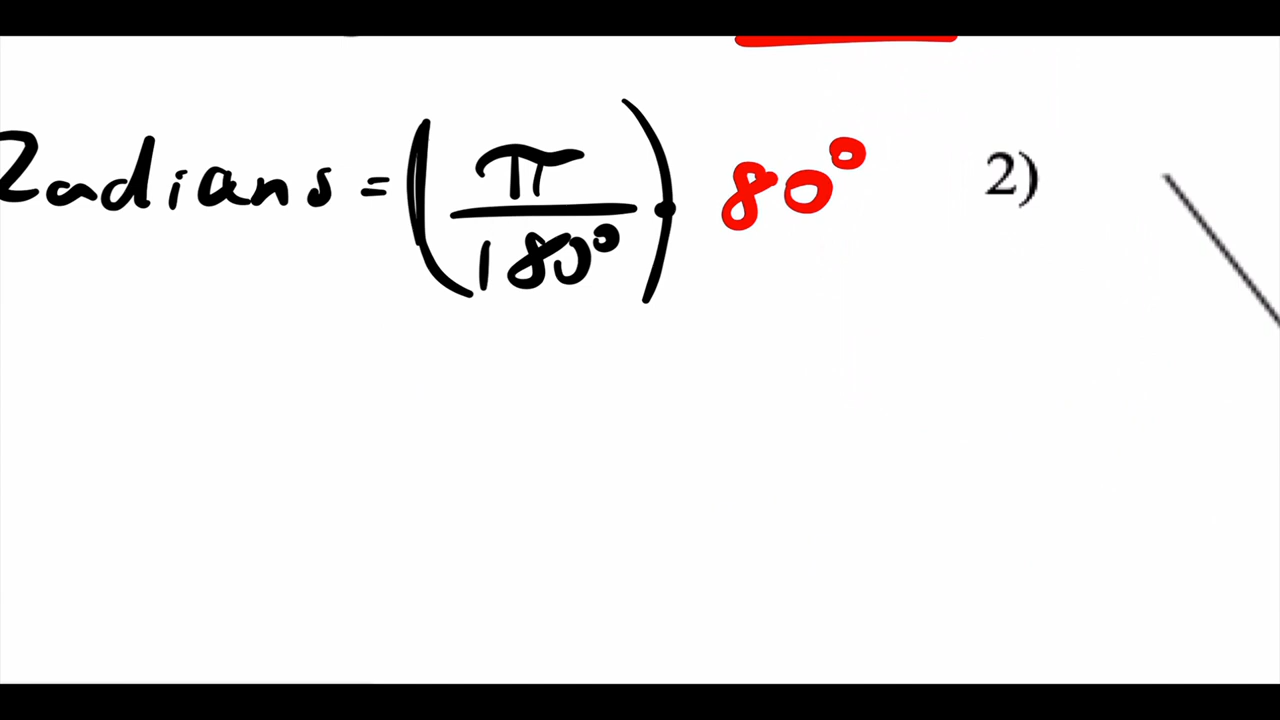 Radians = (π/180°) · 80°
2)